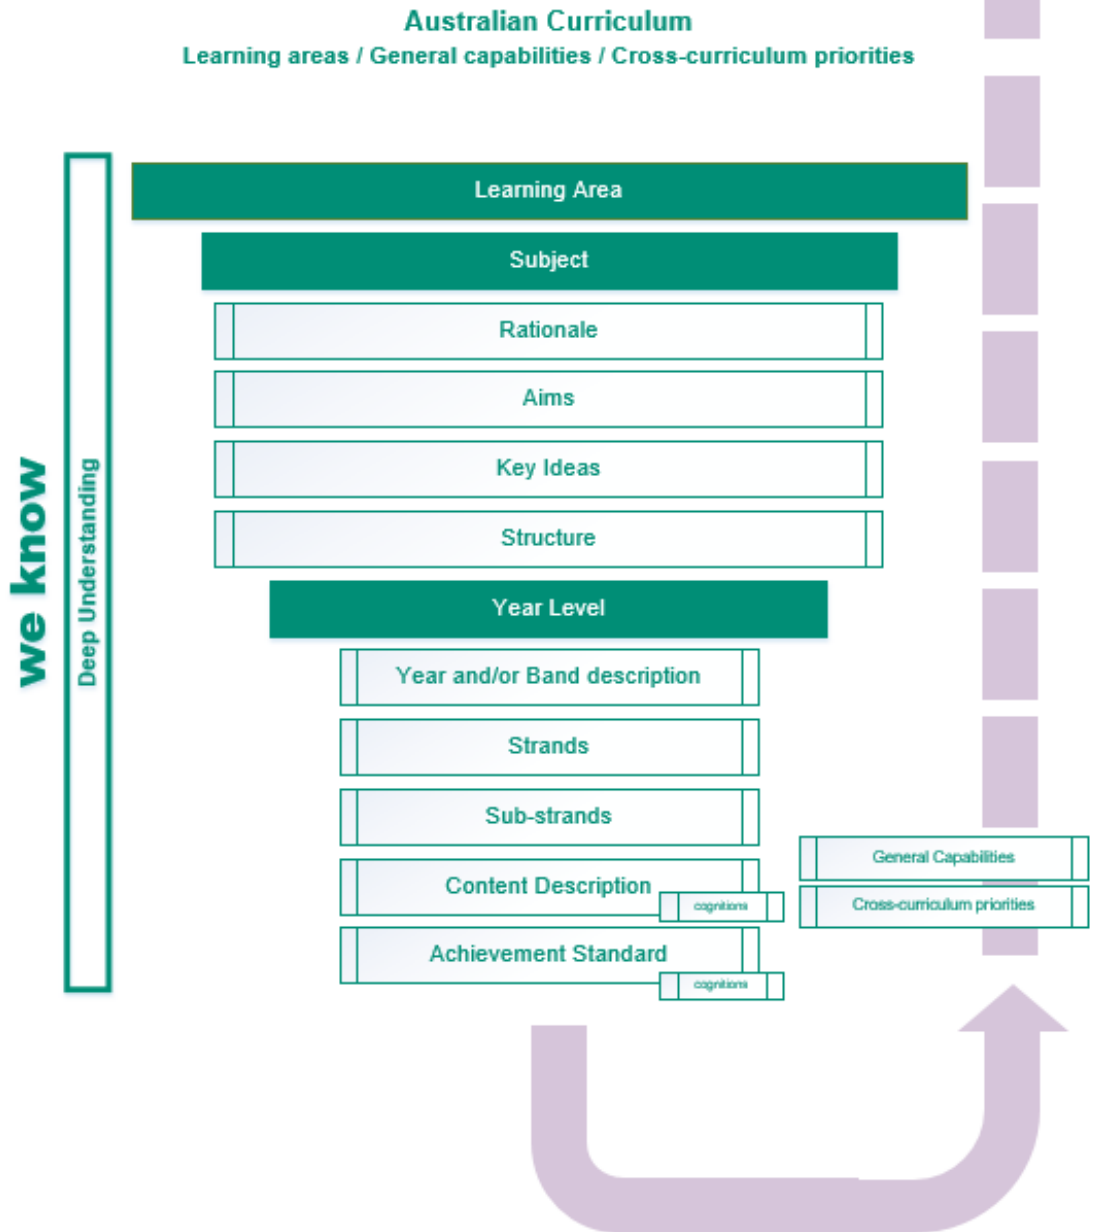 Australian Curriculum
Learning areas / General capabilities / Cross-curriculum priorities
we know
Deep Understanding
Learning Area
Subject
Rationale
Aims
Key Ideas
Structure
Year Level
Year and/or Band description
Strands
Sub-strands
Content Description
cognitions
General Capabilities
Cross-curriculum priorities
Achievement Standard
cognitions